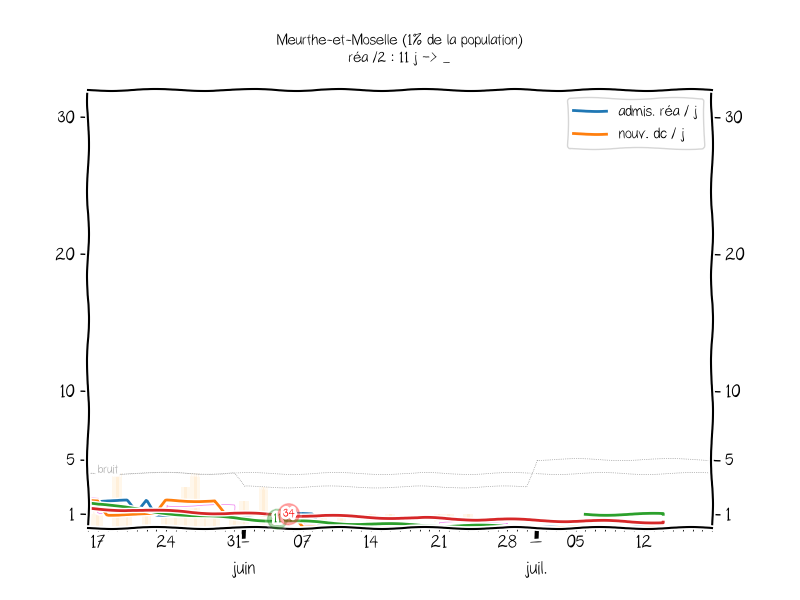 Meurthe-et-Moselle (1% de la population)
réa /2 : 11 j -> _
admis. réa / j
nouv. dc / j
30 30
20 20
10 10
5 5
bruit
1 1
34
17 24 31 07 14 21 28 05 12
juin juil.